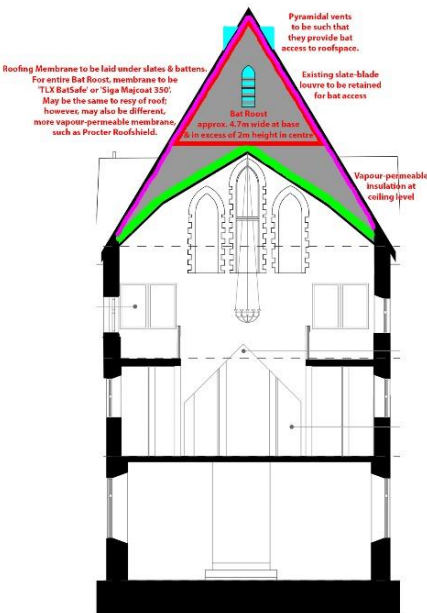 Pyramidal vents
to be such that
they provide bat
access to roofspace.
Roofing Membrane to be laid under slates & battens.
For entire Bat Roost, membrane to be
'TLX BatSafe' or 'Siga Majcoat 350'.
May be the same to resy of roof;
however, may also be different,
more vapour-permeable membrane,
such as Procter Roofshield.
Existing slate-blade
louvre to be retained
for bat access
Bat Roost
approx. 4.7m wide at base
& in excess of 2m height in centre
Vapour-permeable
insulation at
ceiling level